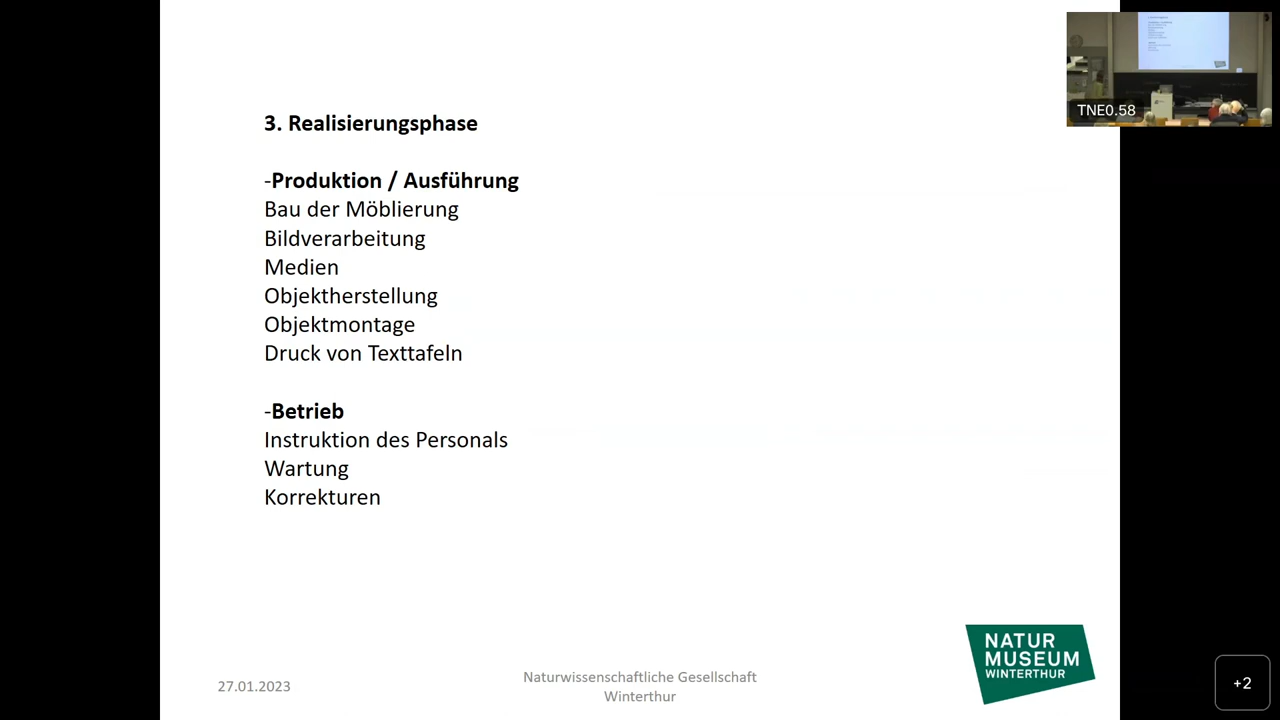 3. Realisierungsphase
-Produktion / Ausführung
Bau der Möblierung
Bildverarbeitung
Medien
Objektherstellung
Objektmontage
Druck von Texttafeln
-Betrieb
Instruktion des Personals
Wartung
Korrekturen
27.01.2023
Naturwissenschaftliche Gesellschaft
Winterthur
NATUR
MUSEUM
WINTERTHUR
TNE0.58
+2